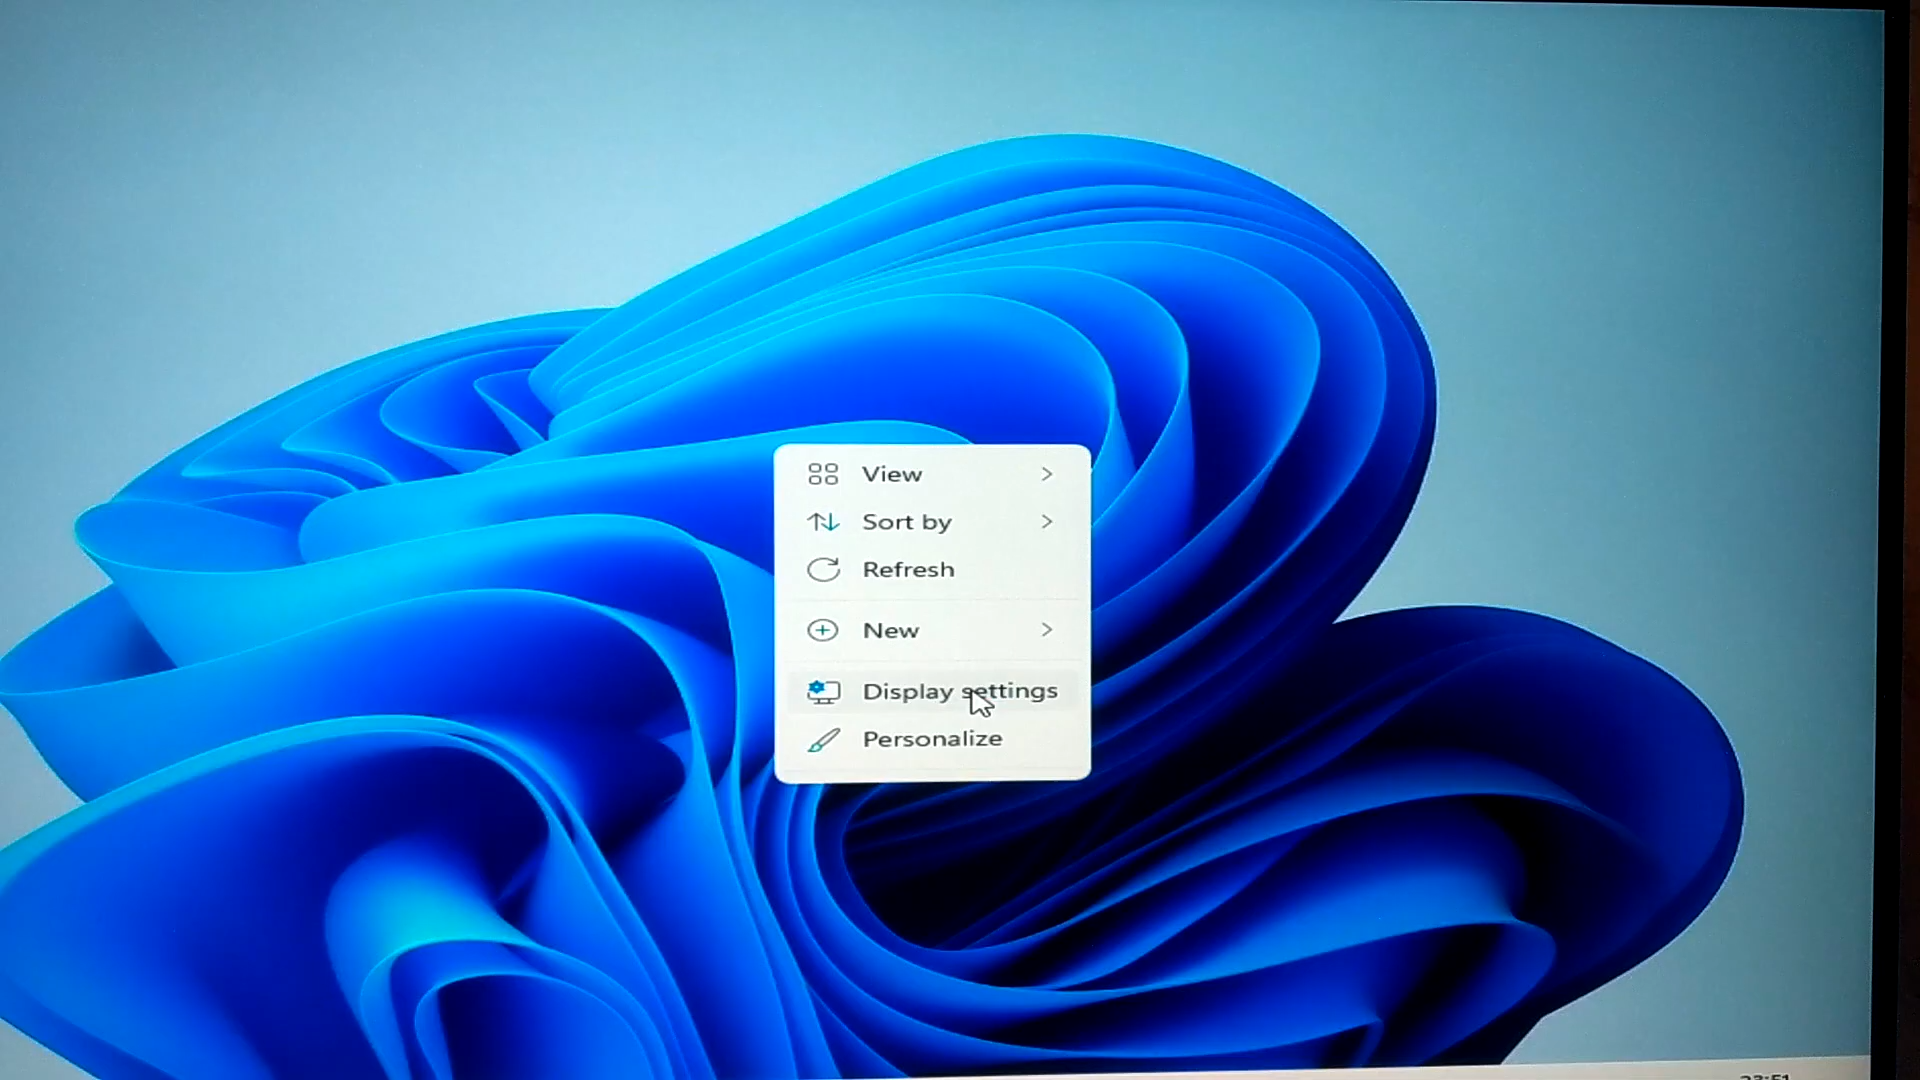 View
Sort by
Refresh
New
Display settings
Personalize